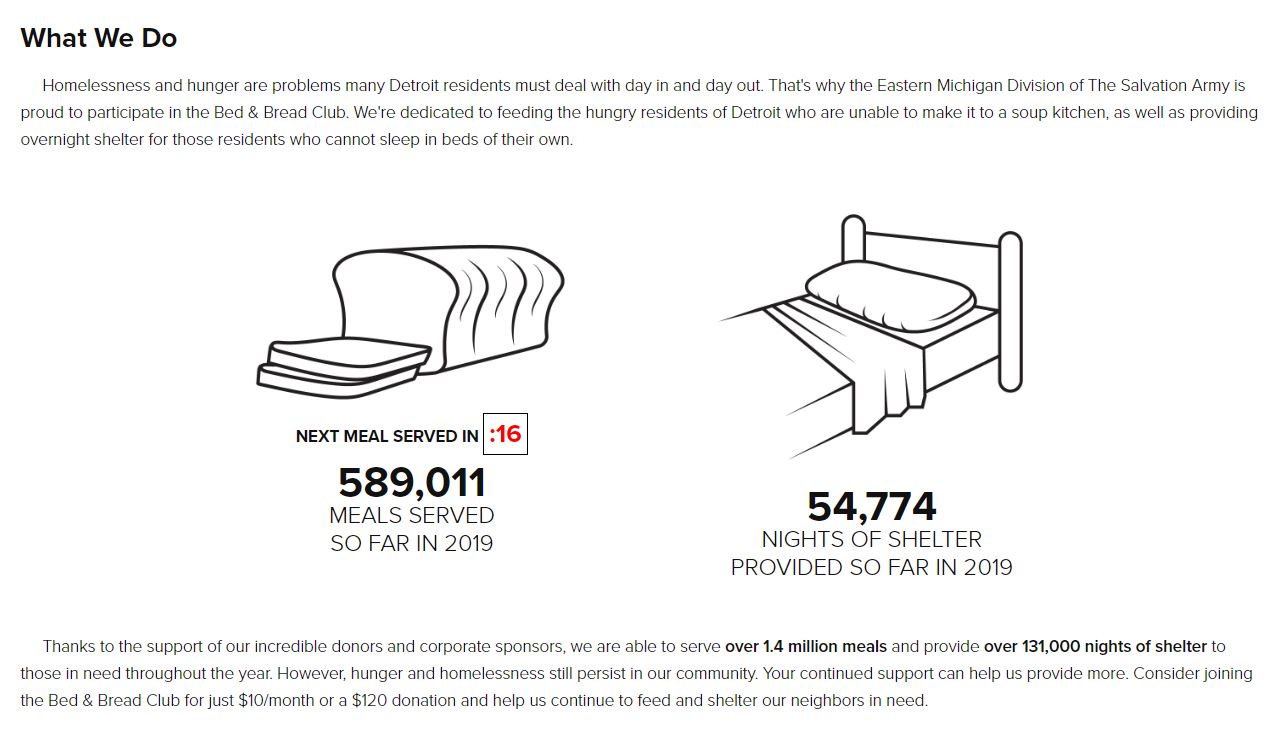 What We Do
Homelessness and hunger are problems many Detroit residents must deal with day in and day out. That's why the Eastern Michigan Division of The Salvation Army is
proud to participate in the Bed & Bread Club. We're dedicated to feeding the hungry residents of Detroit who are unable to make it to a soup kitchen, as well as providing
overnight shelter for those residents who cannot sleep in beds of their own.
NEXT MEAL SERVED IN :16
589,011
MEALS SERVED
SO FAR IN 2019
54,774
NIGHTS OF SHELTER
PROVIDED SO FAR IN 2019
Thanks to the support of our incredible donors and corporate sponsors, we are able to serve over 1.4 million meals and provide over 131,000 nights of shelter to
those in need throughout the year. However, hunger and homelessness still persist in our community. Your continued support can help us provide more. Consider joining
the Bed & Bread Club for just $10/month or a $120 donation and help us continue to feed and shelter our neighbors in need.